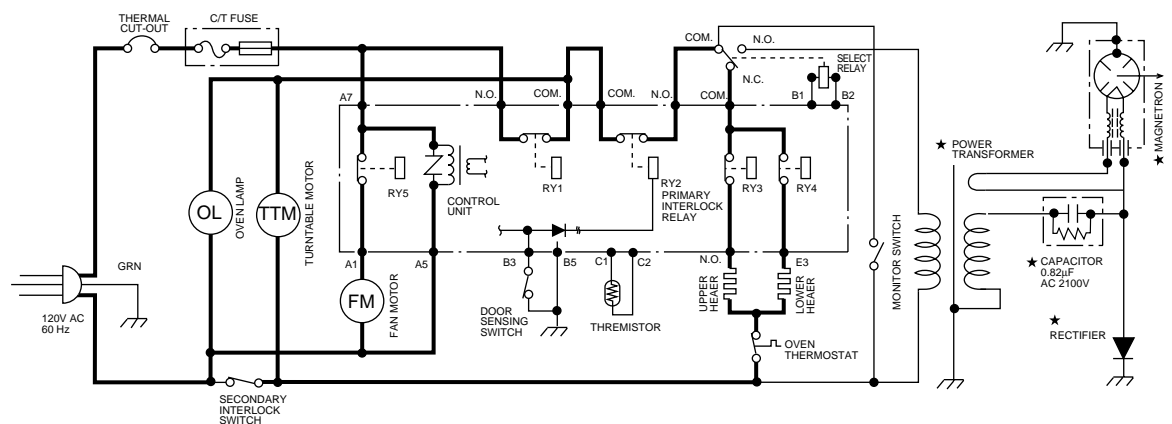 THERMAL
CUT-OUT
C/T FUSE
COM.
N.O.
SELECT
RELAY
N.C.
B1
B2
A7
N.O.
COM.
COM.
N.O.
COM.
★ MAGNETRON
★ POWER
TRANSFORMER
RY5
CONTROL
UNIT
RY1
RY2
PRIMARY
INTERLOCK
RELAY
RY3
RY4
OL
OVEN LAMP
TTM
TURNTABLE MOTOR
GRN
120V AC
60 Hz
A1
A5
B3
B5
C1
C2
N.O.
E3
FM
FAN MOTOR
DOOR
SENSING
SWITCH
THREMISTOR
UPPER
HEAER
LOWER
HEAER
OVEN
THERMOSTAT
MONITOR SWITCH
★ CAPACITOR
0.82µF
AC 2100V
★
RECTIFIER
SECONDARY
INTERLOCK
SWITCH